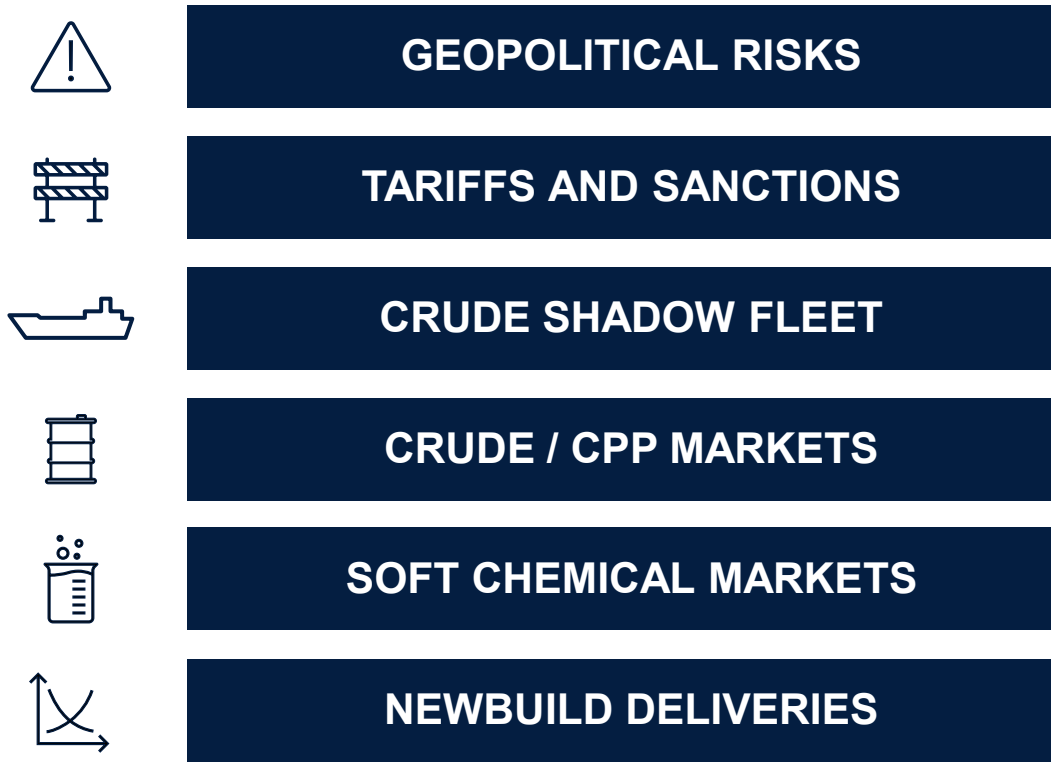 GEOPOLITICAL RISKS
TARIFFS AND SANCTIONS
CRUDE SHADOW FLEET
CRUDE / CPP MARKETS
SOFT CHEMICAL MARKETS
NEWBUILD DELIVERIES